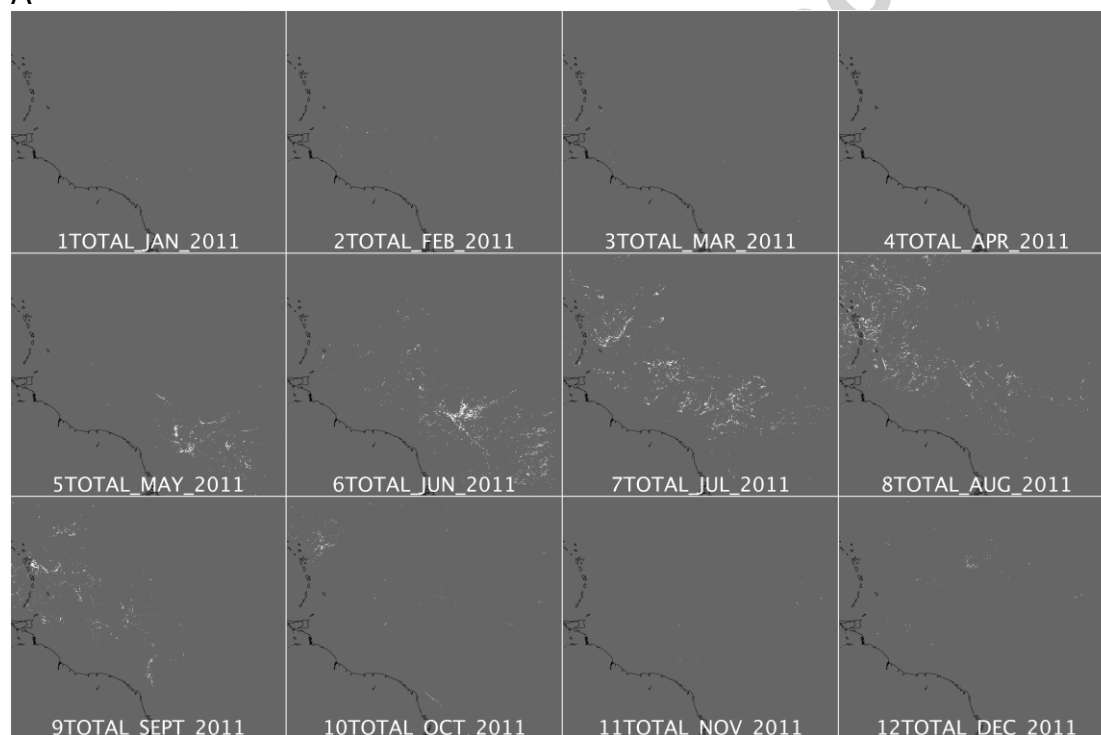 A
1TOTAL_JAN_2011
2TOTAL_FEB_2011
3TOTAL_MAR_2011
4TOTAL_APR_2011
5TOTAL_MAY_2011
6TOTAL_JUN_2011
7TOTAL_JUL_2011
8TOTAL_AUG_2011
9TOTAL_SEPT_2011
10TOTAL_OCT_2011
11TOTAL_NOV_2011
12TOTAL_DEC_2011